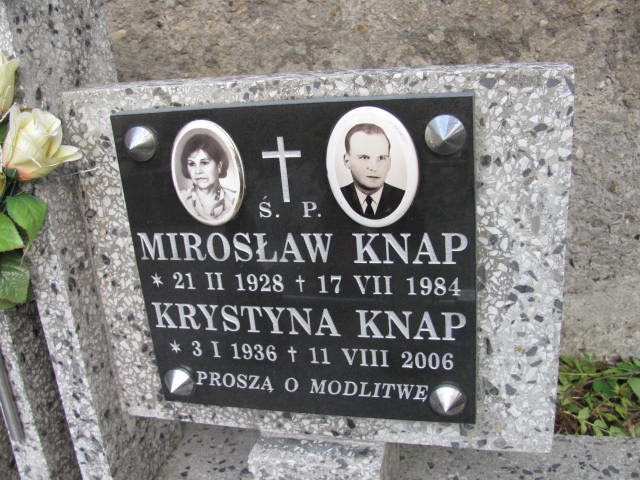 Ś. P.
MIROSŁAW KNAP
* 21 II 1928 † 17 VII 1984
KRYSTYNA KNAP
* 3 I 1936 † 11 VIII 2006
PROSZĄ O MODLITWĘ